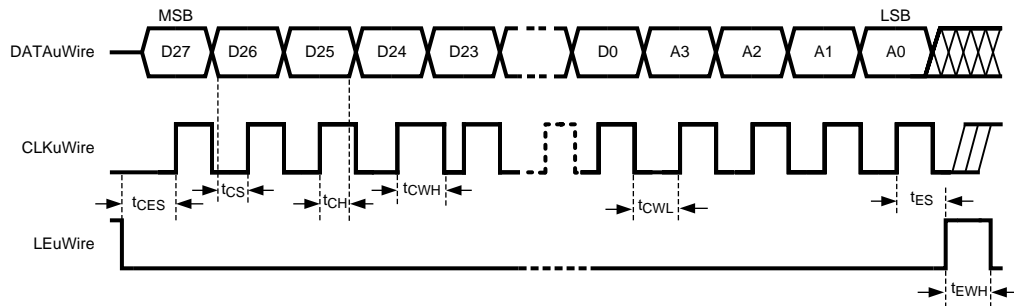 MSB LSB
DATAuWire D27 D26 D25 D24 D23 D0 A3 A2 A1 A0
CLKuWire
tCES tCS tCH tCWH tCWL tES
LEuWire
tEWH